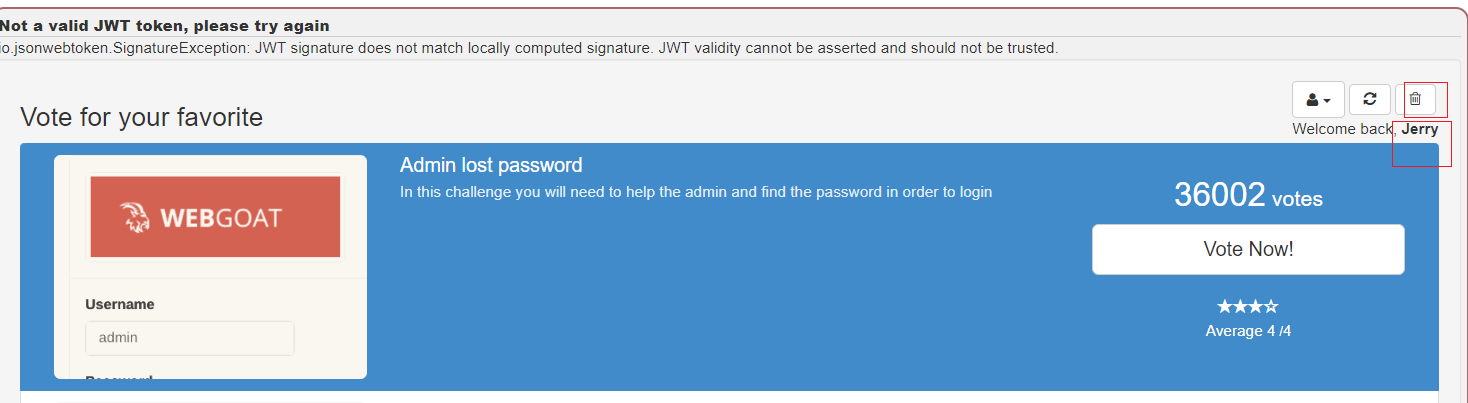 Not a valid JWT token, please try again
io.jsonwebtoken.SignatureException: JWT signature does not match locally computed signature. JWT validity cannot be asserted and should not be trusted.
Vote for your favorite
Welcome back, Jerry
Admin lost password
In this challenge you will need to help the admin and find the password in order to login
WEBGOAT
Username
admin
Password
36002 votes
Vote Now!
Average 4 /4